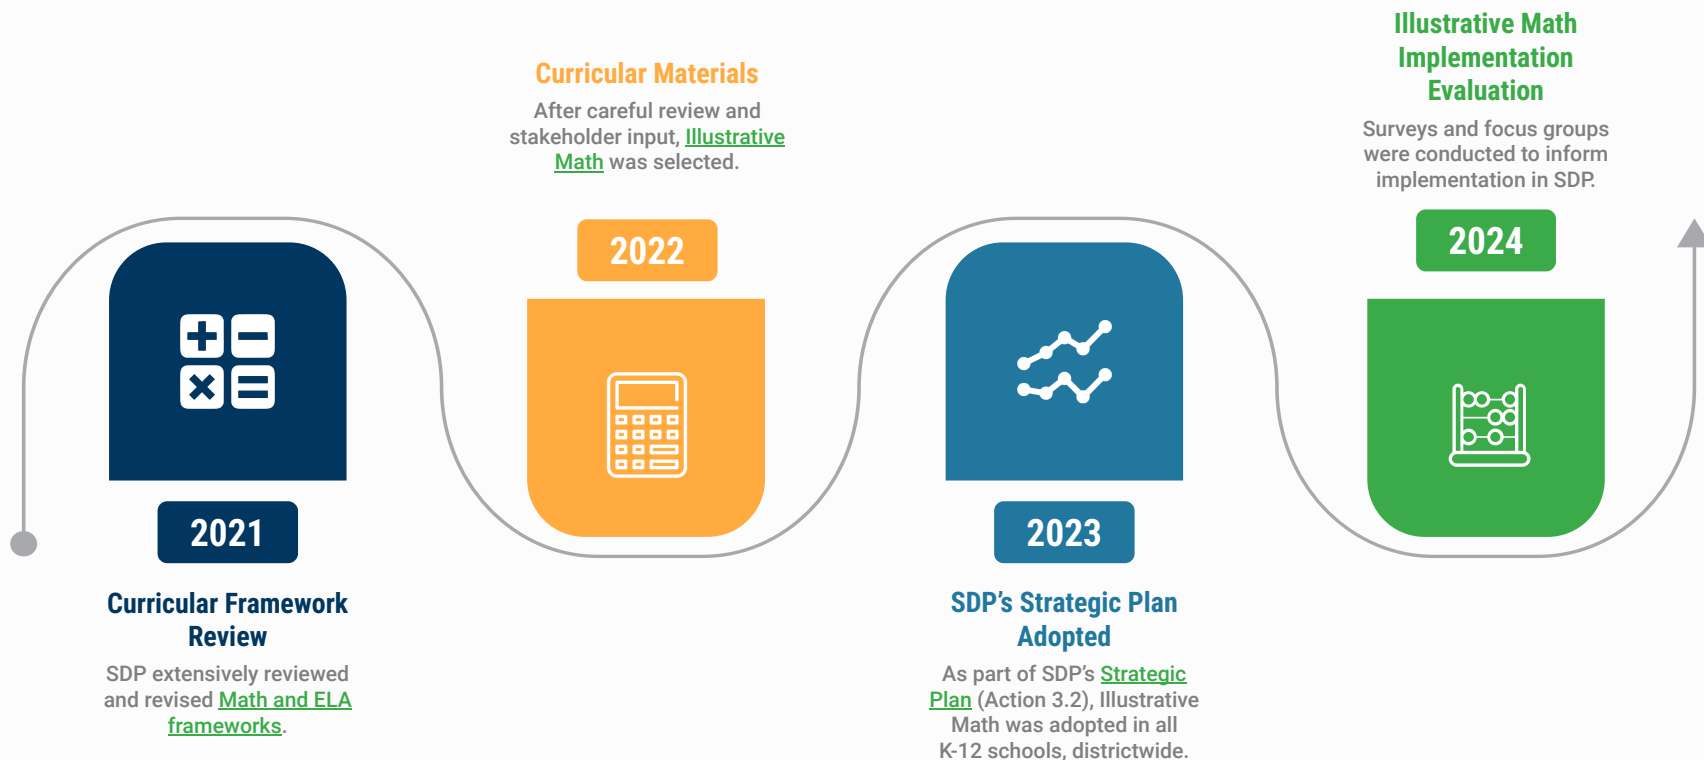 2021
Curricular Framework
Review
SDP extensively reviewed
and revised Math and ELA
frameworks.
Curricular Materials
After careful review and
stakeholder input, Illustrative
Math was selected.
2022
2023
SDP’s Strategic Plan
Adopted
As part of SDP’s Strategic
Plan (Action 3.2), Illustrative
Math was adopted in all
K-12 schools, districtwide.
Illustrative Math
Implementation
Evaluation
Surveys and focus groups
were conducted to inform
implementation in SDP.
2024